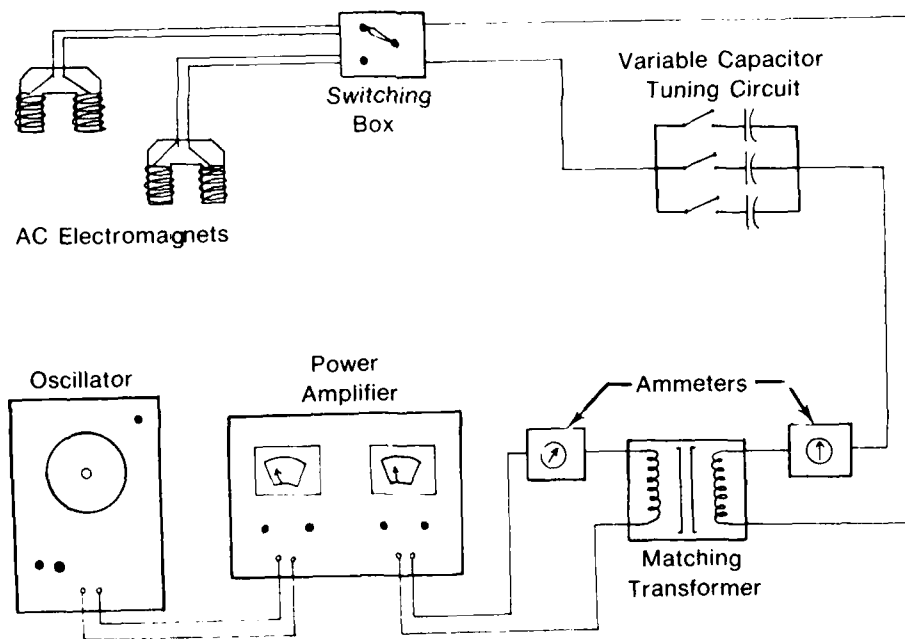 Variable Capacitor
Tuning Circuit
Switching
Box
AC Electromagnets
Oscillator
Power
Amplifier
Ammeters
Matching
Transformer